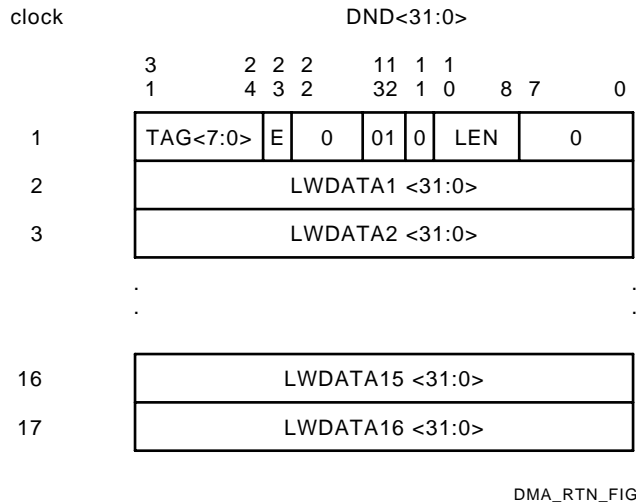 clock DND<31:0>
3 2 2 2 11 1 1
1 4 3 2 32 1 0 8 7 0
1 TAG<7:0> E 0 01 0 LEN 0
2 LWDATA1 <31:0>
3 LWDATA2 <31:0>
. .
. .
16 LWDATA15 <31:0>
17 LWDATA16 <31:0>
DMA_RTN_FIG